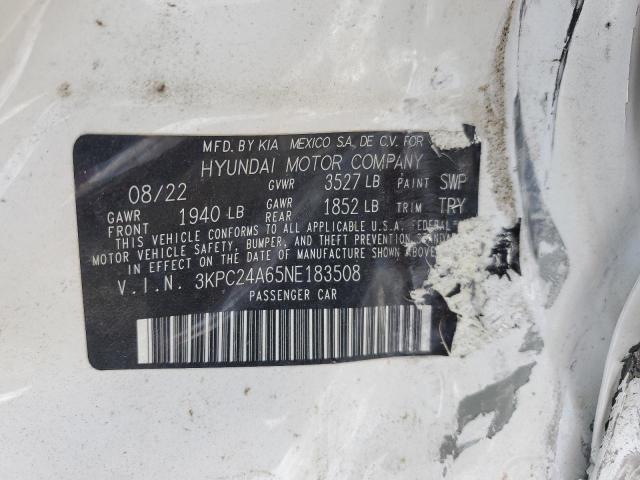 MFD. BY KIA MEXICO S.A. DE C.V. FOR
HYUNDAI MOTOR COMPANY
08/22 GVWR 3527 LB PAINT SWP
GAWR FRONT 1940 LB GAWR REAR 1852 LB TRIM TRY
THIS VEHICLE CONFORMS TO ALL APPLICABLE U.S.A. FEDERAL
MOTOR VEHICLE SAFETY, BUMPER, AND THEFT PREVENTION
IN EFFECT ON THE DATE OF MANUFACTURE SHOWN ABOVE.
V.I.N. 3KPC24A65NE183508
PASSENGER CAR